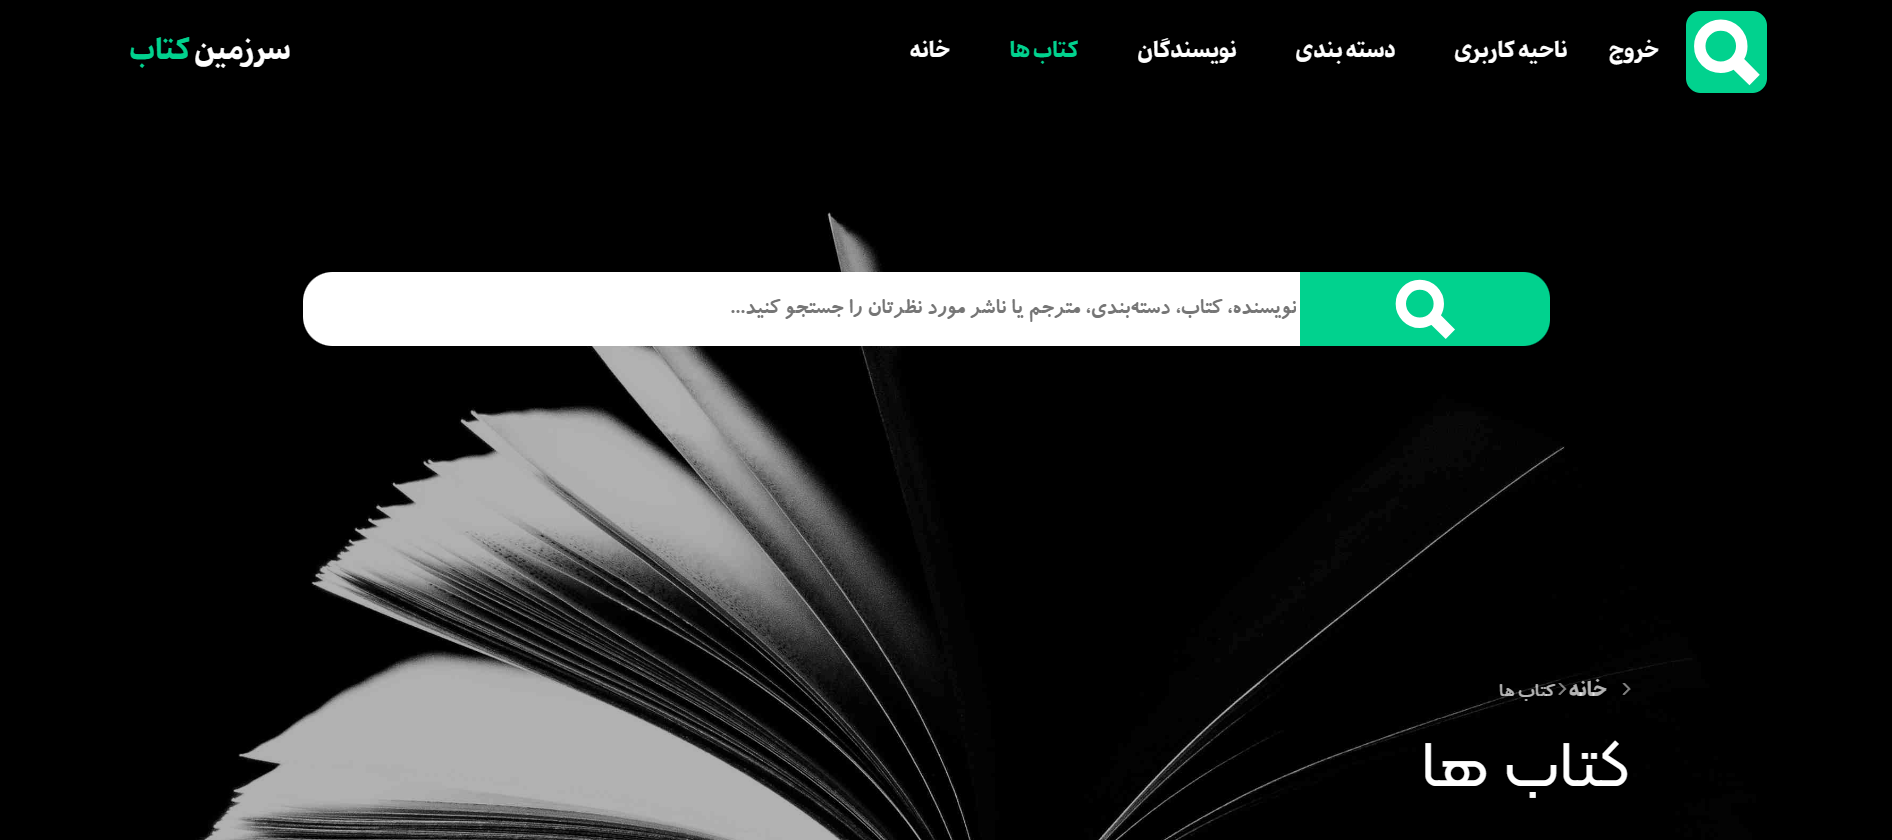 خروج ناحیه کاربری دسته بندی نویسندگان کتاب ها خانه
سرزمین کتاب
نویسنده، کتاب، دسته‌بندی، مترجم یا ناشر مورد نظرتان را جستجو کنید...
خانه کتاب ها
کتاب ها